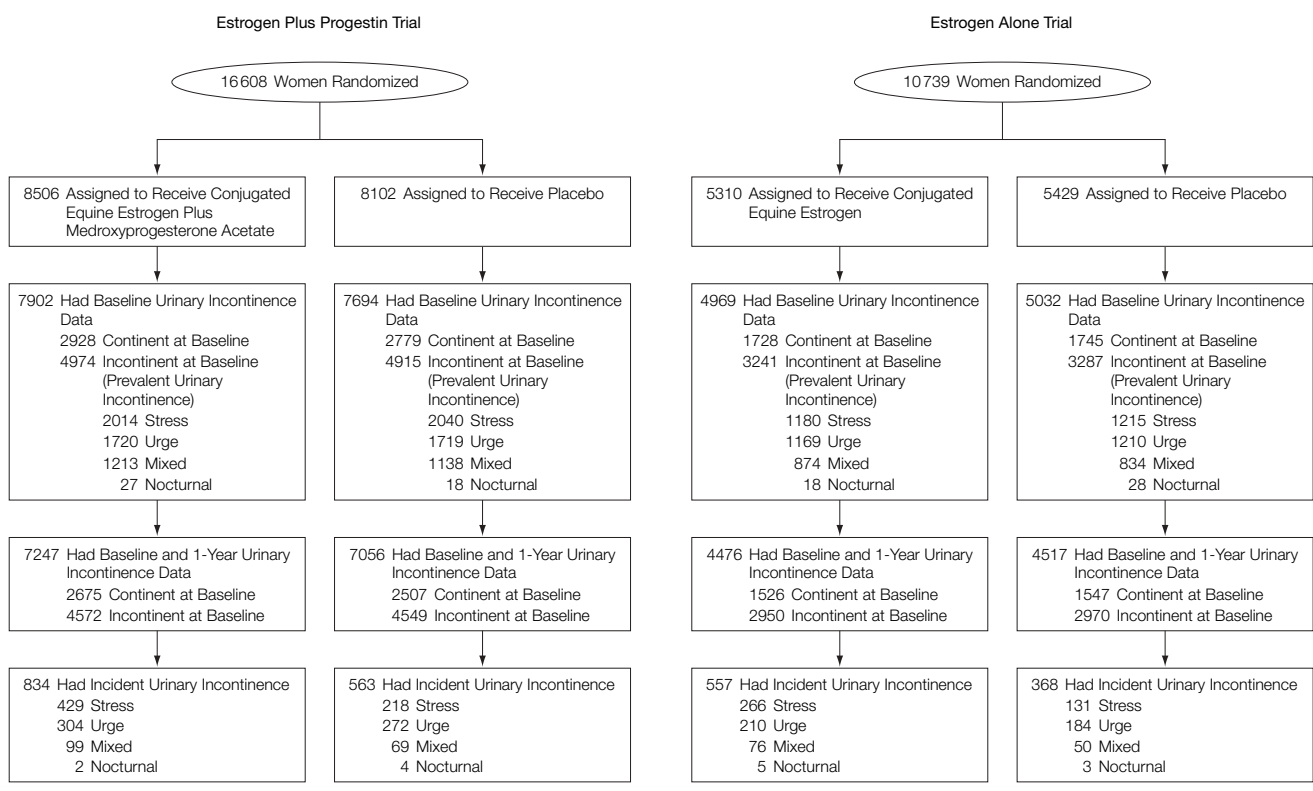 Estrogen Plus Progestin Trial
16 608 Women Randomized
8506 Assigned to Receive Conjugated
Equine Estrogen Plus
Medroxyprogesterone Acetate
8102 Assigned to Receive Placebo
7902 Had Baseline Urinary Incontinence
Data
2928 Continent at Baseline
4974 Incontinent at Baseline
(Prevalent Urinary
Incontinence)
2014 Stress
1720 Urge
1213 Mixed
27 Nocturnal
7694 Had Baseline Urinary Incontinence
Data
2779 Continent at Baseline
4915 Incontinent at Baseline
(Prevalent Urinary
Incontinence)
2040 Stress
1719 Urge
1138 Mixed
18 Nocturnal
7247 Had Baseline and 1-Year Urinary
Incontinence Data
2675 Continent at Baseline
4572 Incontinent at Baseline
7056 Had Baseline and 1-Year Urinary
Incontinence Data
2507 Continent at Baseline
4549 Incontinent at Baseline
834 Had Incident Urinary Incontinence
429 Stress
304 Urge
99 Mixed
2 Nocturnal
563 Had Incident Urinary Incontinence
218 Stress
272 Urge
69 Mixed
4 Nocturnal
Estrogen Alone Trial
10 739 Women Randomized
5310 Assigned to Receive Conjugated
Equine Estrogen
5429 Assigned to Receive Placebo
4969 Had Baseline Urinary Incontinence
Data
1728 Continent at Baseline
3241 Incontinent at Baseline
(Prevalent Urinary
Incontinence)
1180 Stress
1169 Urge
874 Mixed
18 Nocturnal
5032 Had Baseline Urinary Incontinence
Data
1745 Continent at Baseline
3287 Incontinent at Baseline
(Prevalent Urinary
Incontinence)
1215 Stress
1210 Urge
834 Mixed
28 Nocturnal
4476 Had Baseline and 1-Year Urinary
Incontinence Data
1526 Continent at Baseline
2950 Incontinent at Baseline
4517 Had Baseline and 1-Year Urinary
Incontinence Data
1547 Continent at Baseline
2970 Incontinent at Baseline
557 Had Incident Urinary Incontinence
266 Stress
210 Urge
76 Mixed
5 Nocturnal
368 Had Incident Urinary Incontinence
131 Stress
184 Urge
50 Mixed
3 Nocturnal